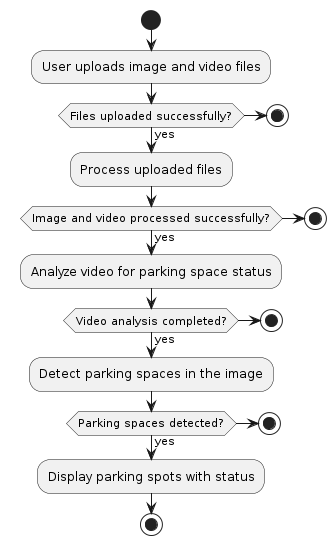 User uploads image and video files
Files uploaded successfully?
yes
Process uploaded files
Image and video processed successfully?
yes
Analyze video for parking space status
Video analysis completed?
yes
Detect parking spaces in the image
Parking spaces detected?
yes
Display parking spots with status